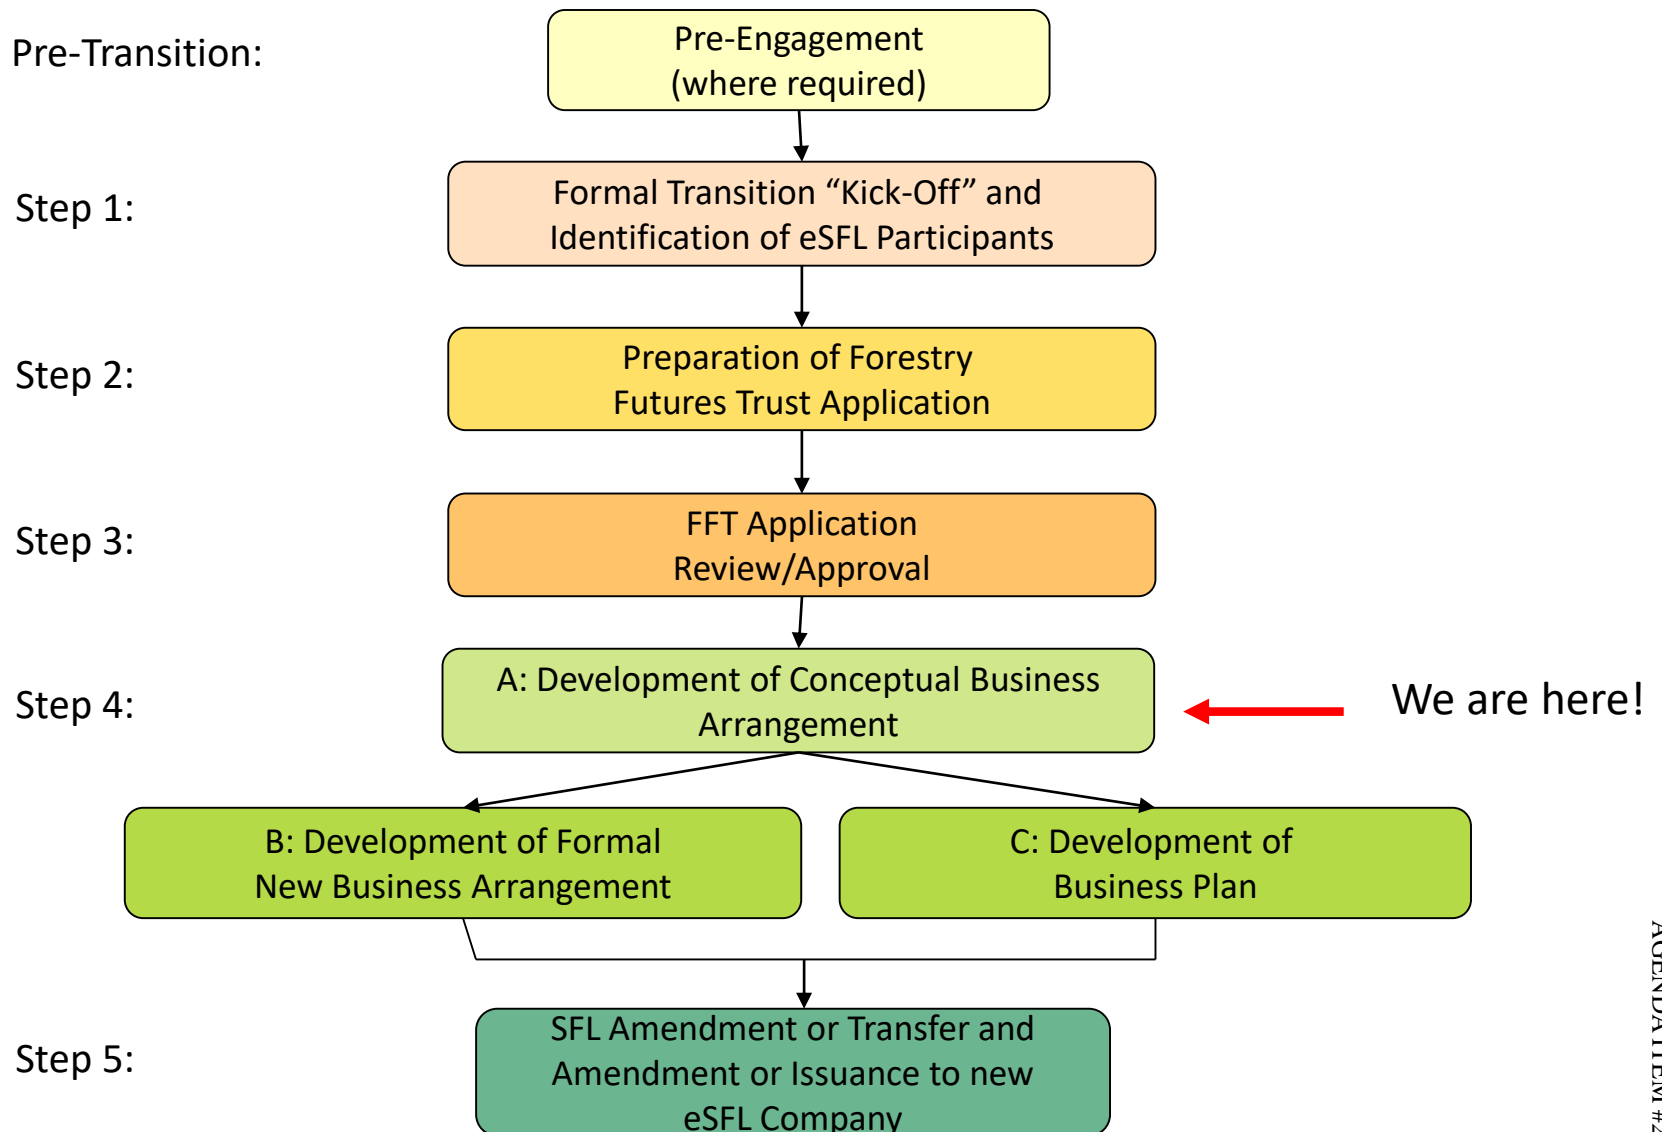 Pre-Transition:
Pre-Engagement
(where required)
Step 1:
Formal Transition “Kick-Off” and
Identification of eSFL Participants
Step 2:
Preparation of Forestry
Futures Trust Application
Step 3:
FFT Application
Review/Approval
Step 4:
A: Development of Conceptual Business
Arrangement
We are here!
B: Development of Formal
New Business Arrangement
C: Development of
Business Plan
Step 5:
SFL Amendment or Transfer and
Amendment or Issuance to new
eSFL Company
AGENDA ITEM #2